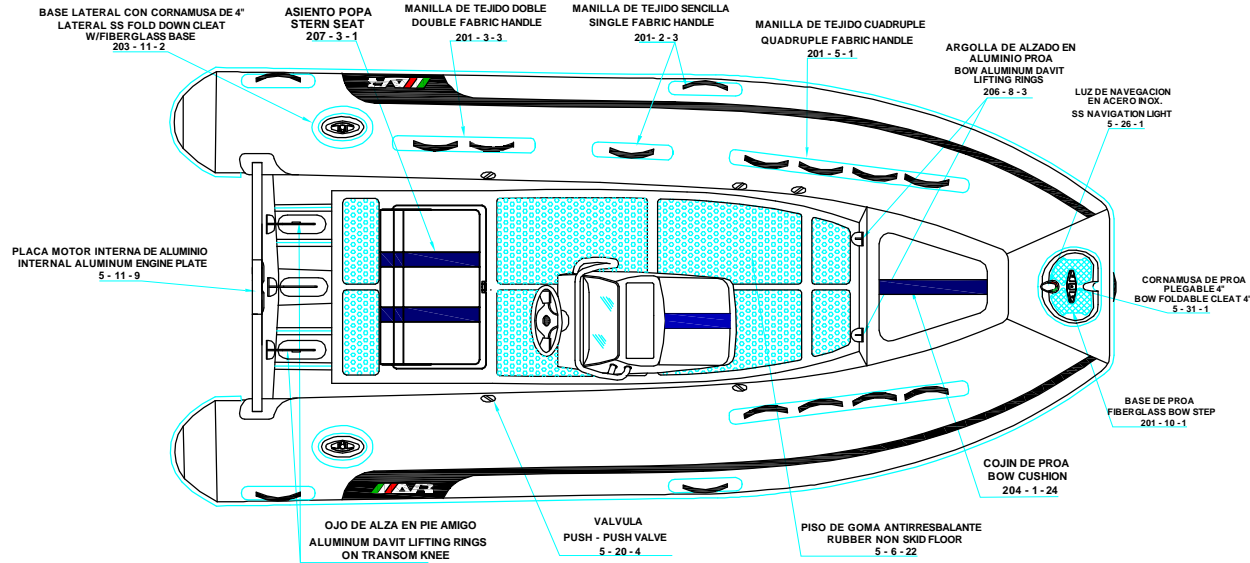 BASE LATERAL CON CORNAMUSA DE 4"
LATERAL SS FOLD DOWN CLEAT
W/FIBERGLASS BASE
203 - 11 - 2
ASIENTO POPA
STERN SEAT
207 - 3 - 1
MANILLA DE TEJIDO DOBLE
DOUBLE FABRIC HANDLE
201 - 3 - 3
MANILLA DE TEJIDO SENCILLA
SINGLE FABRIC HANDLE
201- 2 - 3
MANILLA DE TEJIDO CUADRUPLE
QUADRUPLE FABRIC HANDLE
201 - 5 - 1
ARGOLLA DE ALZADO EN
ALUMINIO PROA
BOW ALUMINUM DAVIT
LIFTING RINGS
206 - 8 - 3
LUZ DE NAVEGACION
EN ACERO INOX.
SS NAVIGATION LIGHT
5 - 26 - 1
AR
PLACA MOTOR INTERNA DE ALUMINIO
INTERNAL ALUMINUM ENGINE PLATE
5 - 11 - 9
CORNAMUSA DE PROA
PLEGABLE 4"
BOW FOLDABLE CLEAT 4"
5 - 31 - 1
BASE DE PROA
FIBERGLASS BOW STEP
201 - 10 - 1
COJIN DE PROA
BOW CUSHION
204 - 1 - 24
AR
OJO DE ALZA EN PIE AMIGO
ALUMINUM DAVIT LIFTING RINGS
ON TRANSOM KNEE
VALVULA
PUSH - PUSH VALVE
5 - 20 - 4
PISO DE GOMA ANTIRRESBALANTE
RUBBER NON SKID FLOOR
5 - 6 - 22